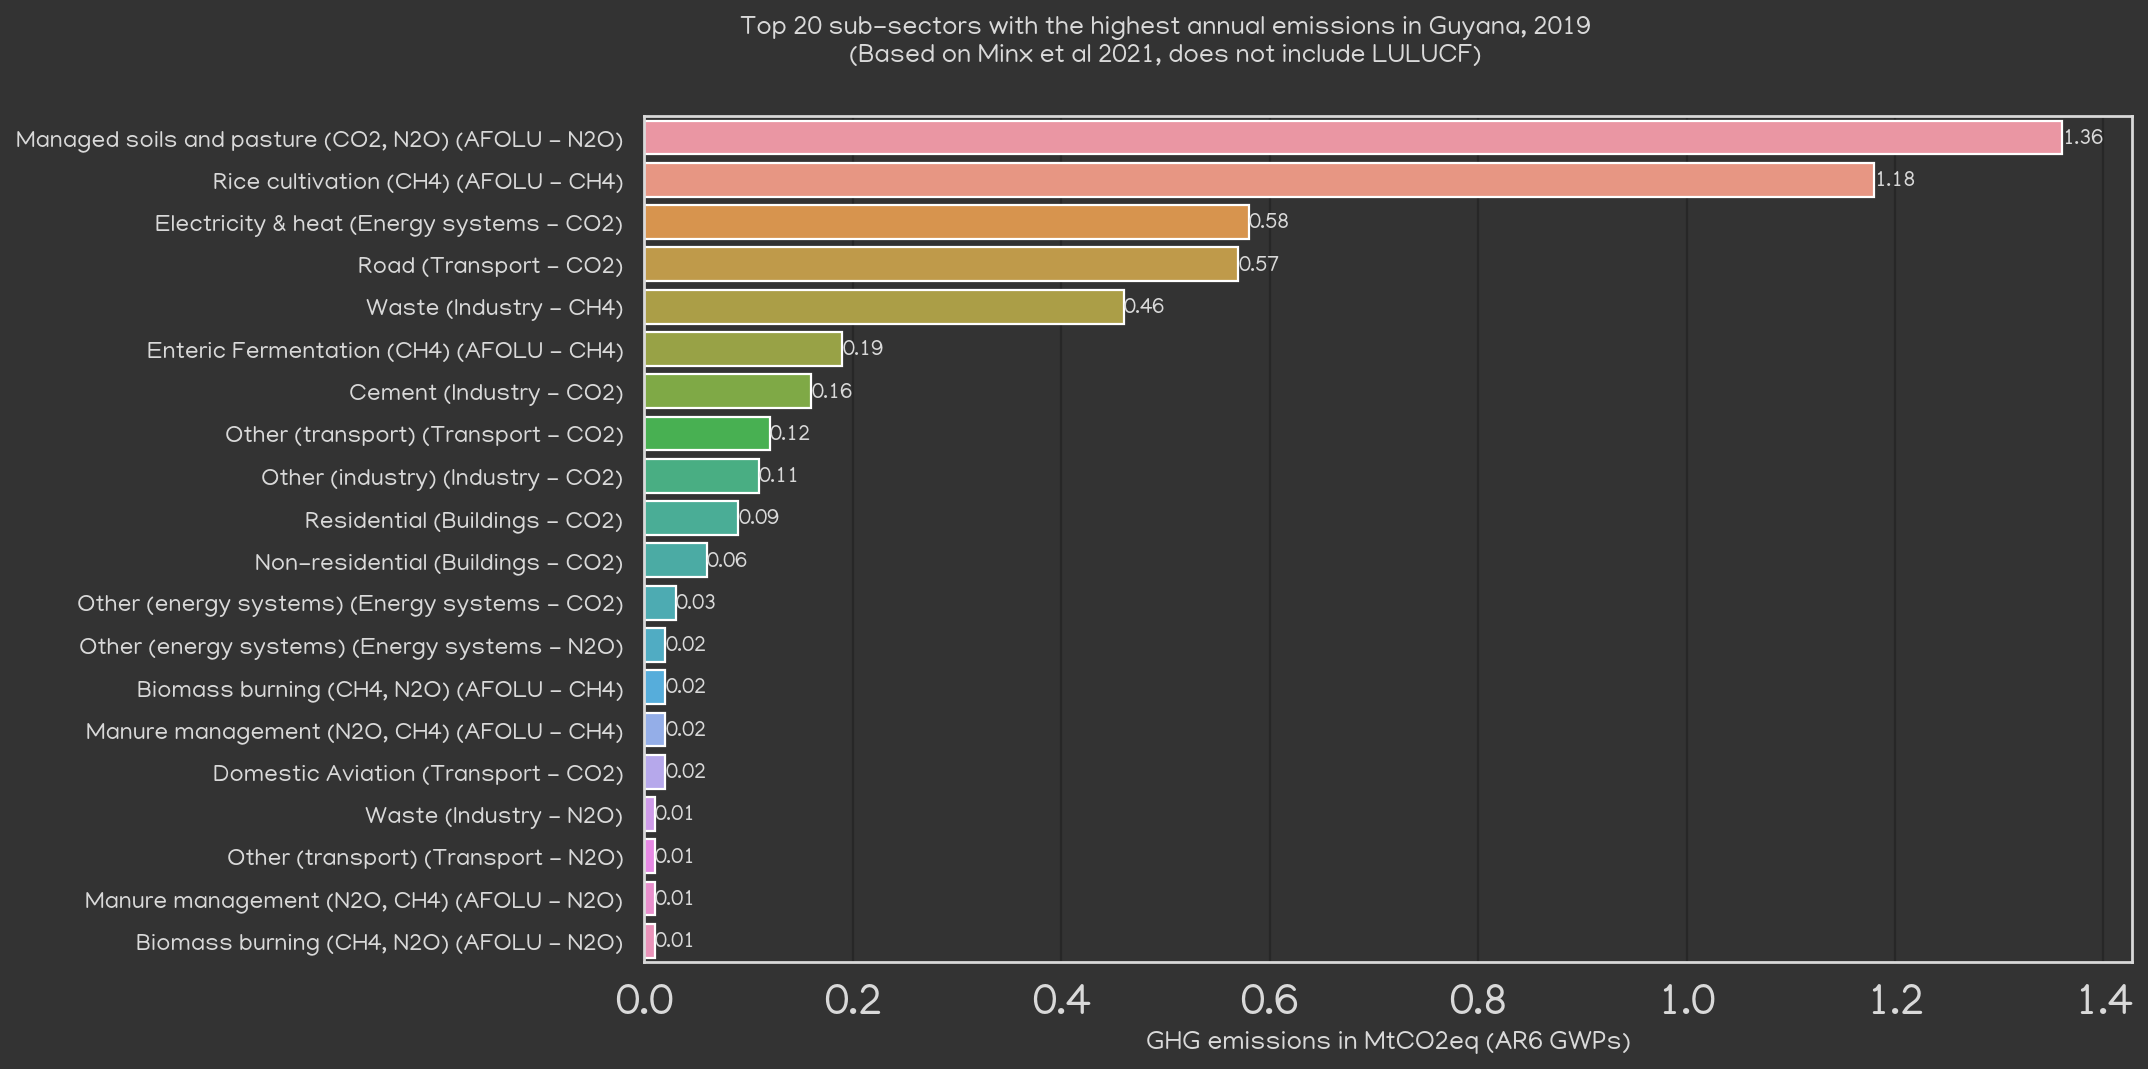 Top 20 sub-sectors with the highest annual emissions in Guyana, 2019
(Based on Minx et al 2021, does not include LULUCF)
Managed soils and pasture (CO2, N2O) (AFOLU - N2O) 1.36
Rice cultivation (CH4) (AFOLU - CH4) 1.18
Electricity & heat (Energy systems - CO2) 0.58
Road (Transport - CO2) 0.57
Waste (Industry - CH4) 0.46
Enteric Fermentation (CH4) (AFOLU - CH4) 0.19
Cement (Industry - CO2) 0.16
Other (transport) (Transport - CO2) 0.12
Other (industry) (Industry - CO2) 0.11
Residential (Buildings - CO2) 0.09
Non-residential (Buildings - CO2) 0.06
Other (energy systems) (Energy systems - CO2) 0.03
Other (energy systems) (Energy systems - N2O) 0.02
Biomass burning (CH4, N2O) (AFOLU - CH4) 0.02
Manure management (N2O, CH4) (AFOLU - CH4) 0.02
Domestic Aviation (Transport - CO2) 0.02
Waste (Industry - N2O) 0.01
Other (transport) (Transport - N2O) 0.01
Manure management (N2O, CH4) (AFOLU - N2O) 0.01
Biomass burning (CH4, N2O) (AFOLU - N2O) 0.01
0.0 0.2 0.4 0.6 0.8 1.0 1.2 1.4
GHG emissions in MtCO2eq (AR6 GWPs)